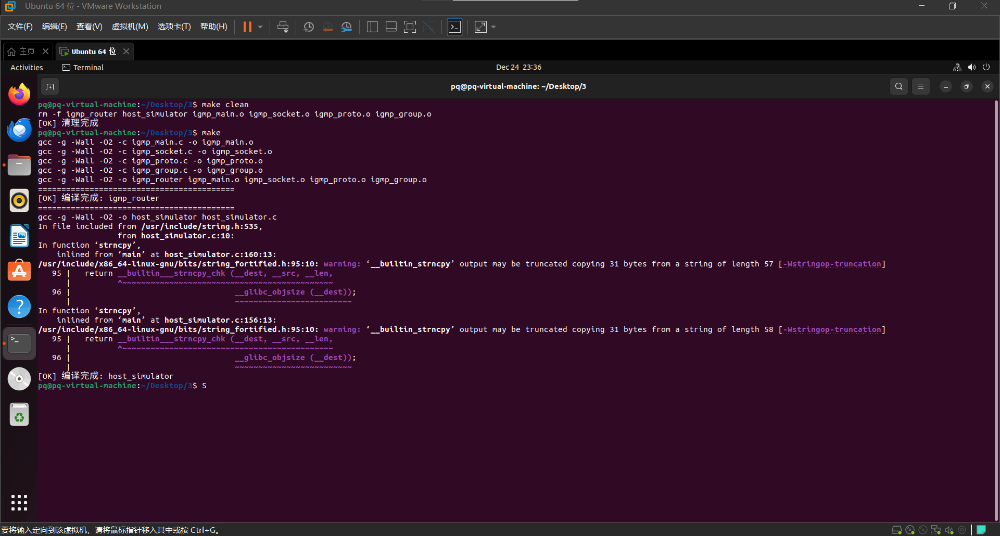 Ubuntu 64 位 - VMware Workstation
文件(F) 编辑(E) 查看(V) 虚拟机(M) 选项卡(T) 帮助(H)
主页 Ubuntu 64 位
Activities Terminal Dec 24 23:36
pq@pq-virtual-machine: ~/Desktop/3
pq@pq-virtual-machine:~/Desktop/3$ make clean
rm -f igmp_router host_simulator igmp_main.o igmp_socket.o igmp_proto.o igmp_group.o
[OK] 清理完成
pq@pq-virtual-machine:~/Desktop/3$ make
gcc -g -Wall -O2 -c igmp_main.c -o igmp_main.o
gcc -g -Wall -O2 -c igmp_socket.c -o igmp_socket.o
gcc -g -Wall -O2 -c igmp_proto.c -o igmp_proto.o
gcc -g -Wall -O2 -c igmp_group.c -o igmp_group.o
gcc -g -Wall -O2 -o igmp_router igmp_main.o igmp_socket.o igmp_proto.o igmp_group.o
==========================================
[OK] 编译完成: igmp_router
==========================================
gcc -g -Wall -O2 -o host_simulator host_simulator.c
In file included from /usr/include/string.h:535,
                 from host_simulator.c:10:
In function ‘strncpy’,
    inlined from ‘main’ at host_simulator.c:160:13:
/usr/include/x86_64-linux-gnu/bits/string_fortified.h:95:10: warning: ‘__builtin_strncpy’ output may be truncated copying 31 bytes from a string of length 57 [-Wstringop-truncation]
   95 |   return __builtin___strncpy_chk (__dest, __src, __len,
      |          ^~~~~~~~~~~~~~~~~~~~~~~~~~~~~~~~~~~~~~~~~~~~~~
   96 |                                   __glibc_objsize (__dest));
      |                                   ~~~~~~~~~~~~~~~~~~~~~~~~~
In function ‘strncpy’,
    inlined from ‘main’ at host_simulator.c:156:13:
/usr/include/x86_64-linux-gnu/bits/string_fortified.h:95:10: warning: ‘__builtin_strncpy’ output may be truncated copying 31 bytes from a string of length 58 [-Wstringop-truncation]
   95 |   return __builtin___strncpy_chk (__dest, __src, __len,
      |          ^~~~~~~~~~~~~~~~~~~~~~~~~~~~~~~~~~~~~~~~~~~~~~
   96 |                                   __glibc_objsize (__dest));
      |                                   ~~~~~~~~~~~~~~~~~~~~~~~~~
[OK] 编译完成: host_simulator
pq@pq-virtual-machine:~/Desktop/3$ S
要将输入定向到该虚拟机，请将鼠标指针移入其中或按 Ctrl+G。